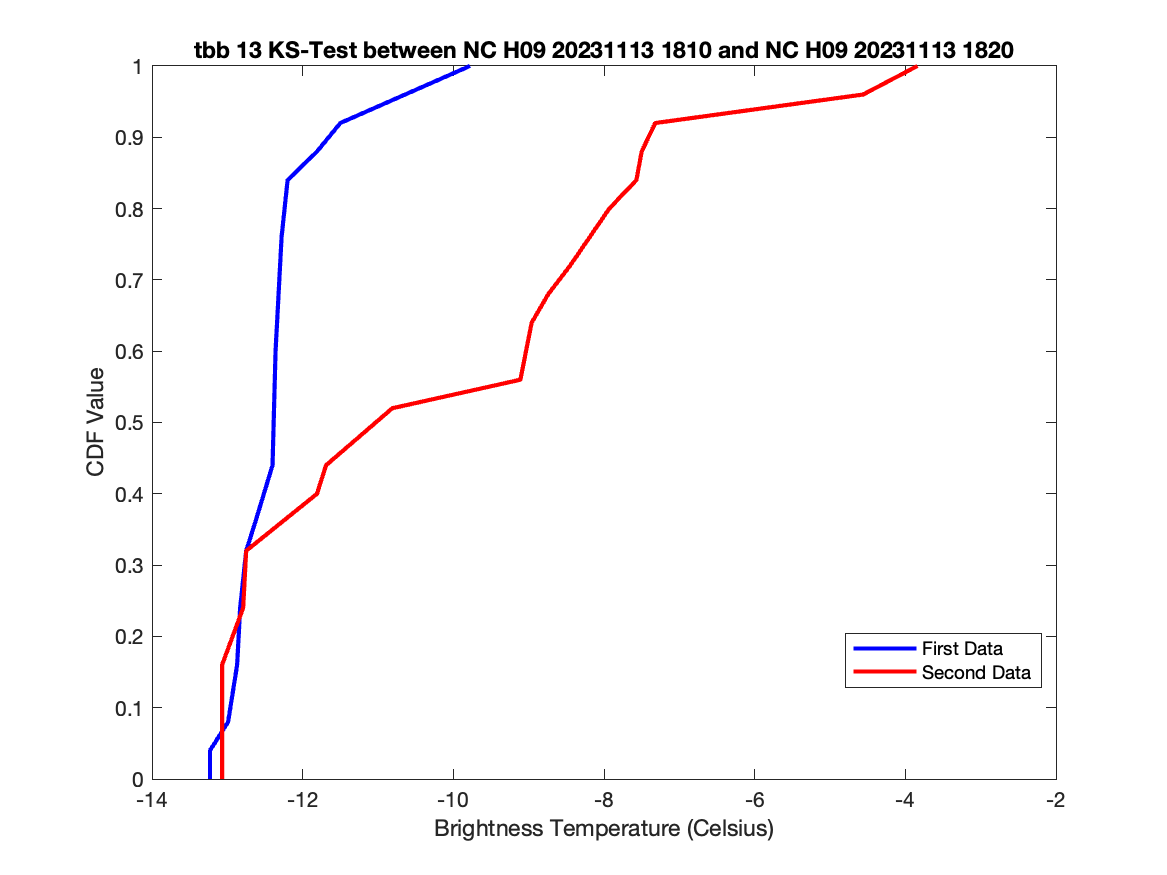 tbb 13 KS-Test between NC H09 20231113 1810 and NC H09 20231113 1820
1
0.9
0.8
0.7
0.6
0.5
0.4
0.3
0.2
0.1
0
CDF Value
First Data
Second Data
-14 -12 -10 -8 -6 -4 -2
Brightness Temperature (Celsius)